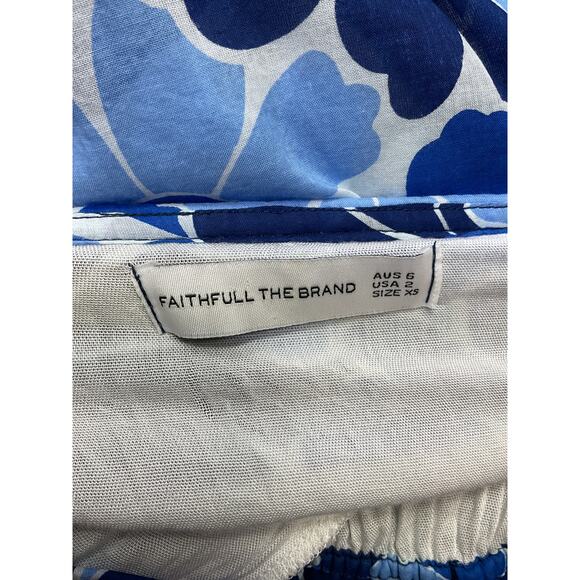 FAITHFULL THE BRAND
AUS 6
USA 2
SIZE XS